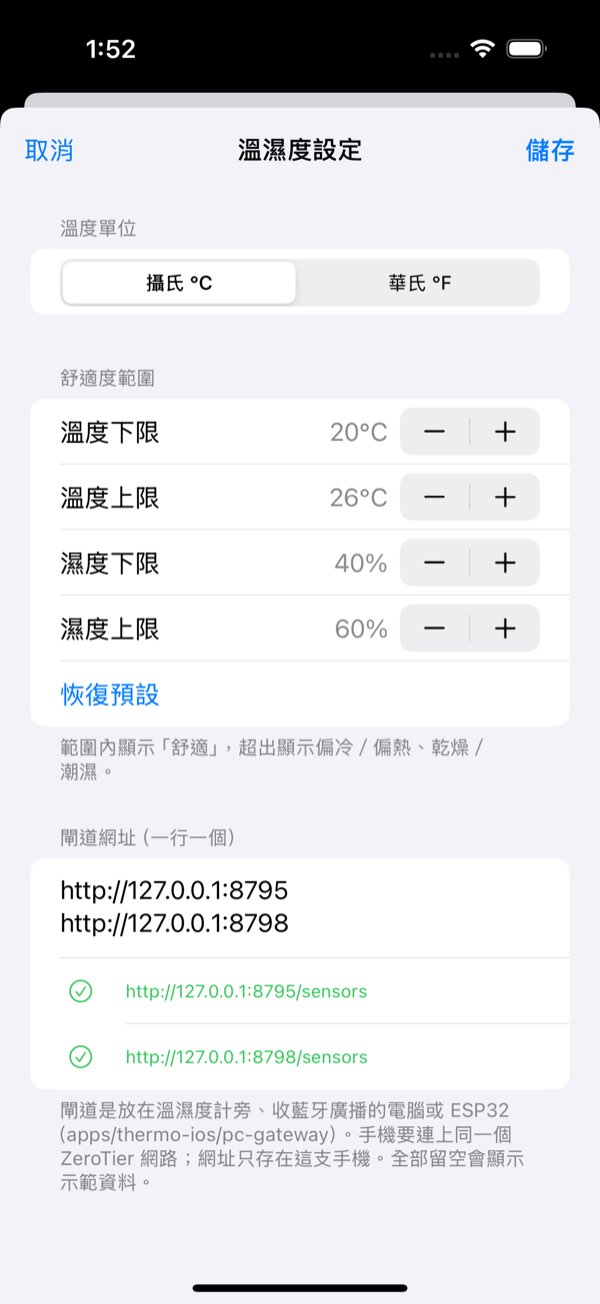 1:52
取消
溫濕度設定
儲存
溫度單位
攝氏 °C
華氏 °F
舒適度範圍
溫度下限
20°C
溫度上限
26°C
濕度下限
40%
濕度上限
60%
恢復預設
範圍內顯示「舒適」，超出顯示偏冷 / 偏熱、乾燥 /
潮濕。
閘道網址（一行一個）
http://127.0.0.1:8795
http://127.0.0.1:8798
http://127.0.0.1:8795/sensors
http://127.0.0.1:8798/sensors
閘道是放在溫濕度計旁、收藍牙廣播的電腦或 ESP32
(apps/thermo-ios/pc-gateway)。手機要連上同一個
ZeroTier 網路；網址只存在這支手機。全部留空會顯示
示範資料。